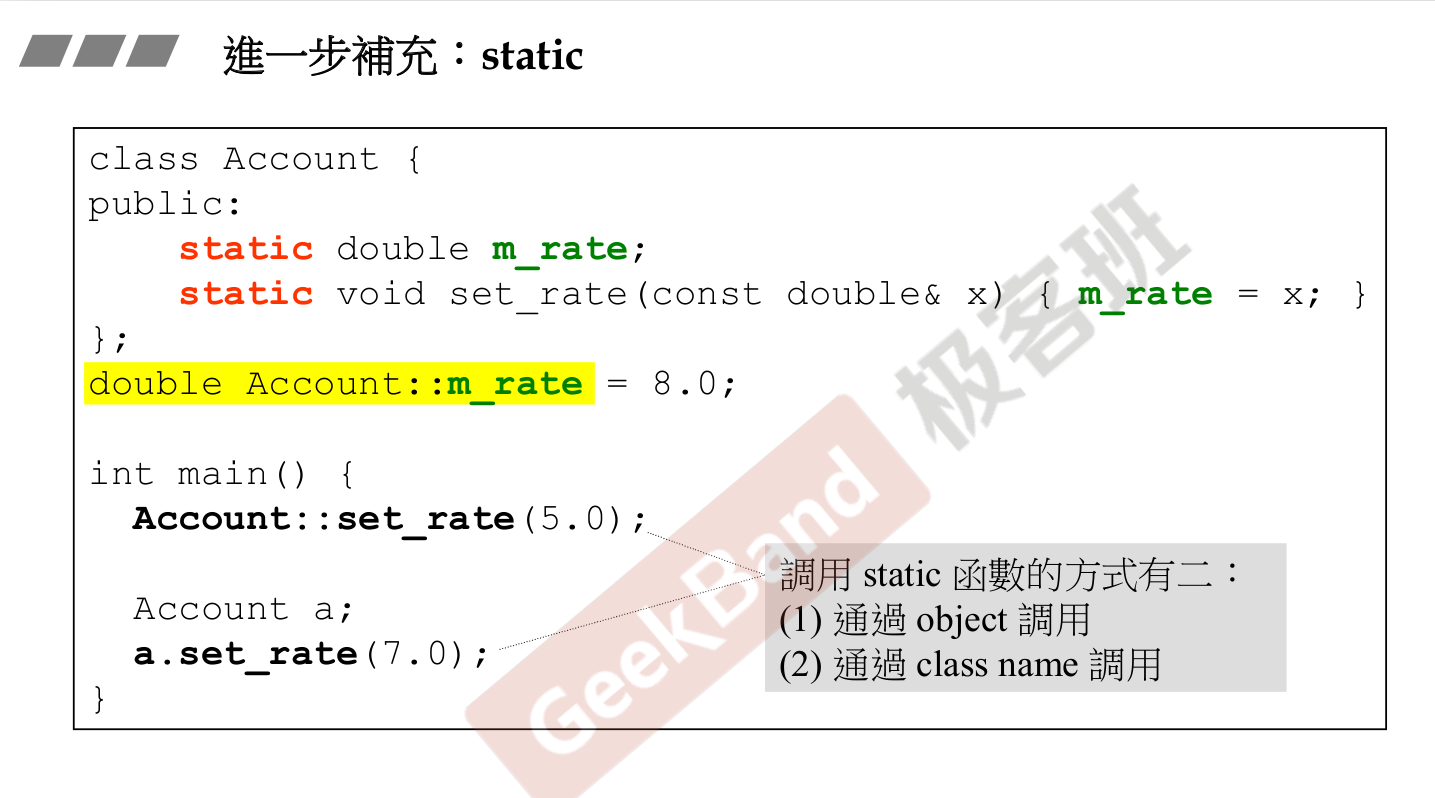 進一步補充：static
class Account {
public:
static double m_rate;
static void set_rate(const double& x) { m_rate = x; }
};
double Account::m_rate = 8.0;
int main() {
Account::set_rate(5.0);
Account a;
a.set_rate(7.0);
}
調用 static 函數的方式有二：
(1) 通過 object 調用
(2) 通過 class name 調用
GeekBand 极客班